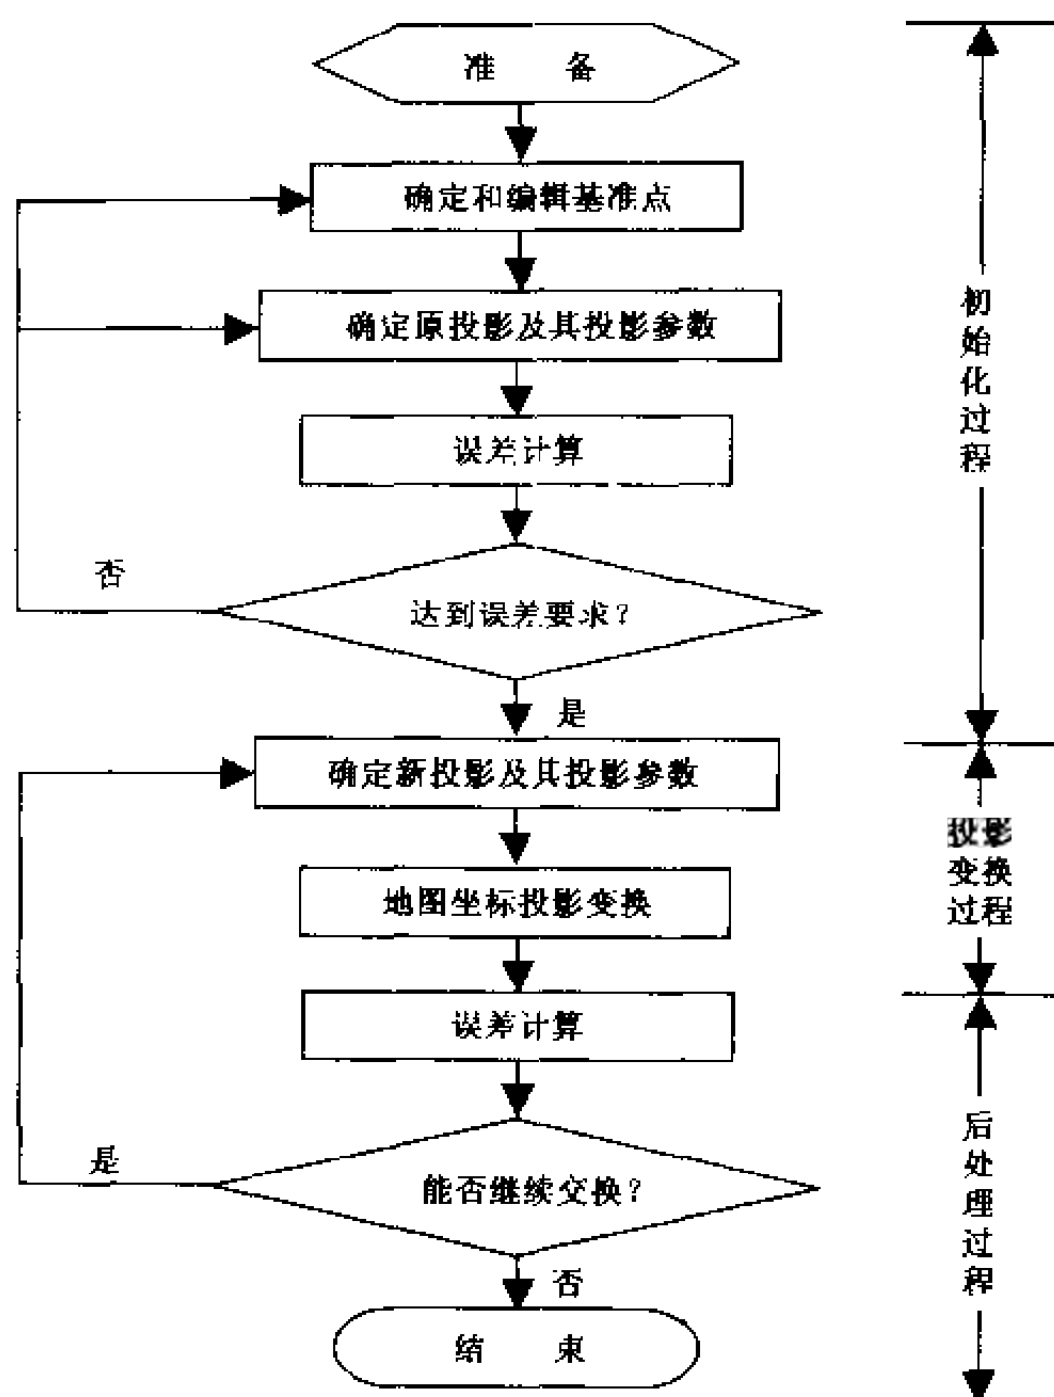 准 备
确定和编辑基准点
确定原投影及其投影参数
误差计算
否
达到误差要求?
是
确定新投影及其投影参数
地图坐标投影变换
误差计算
是
能否继续交换?
否
结 束
初始化过程
投影
变换
过程
后处理过程